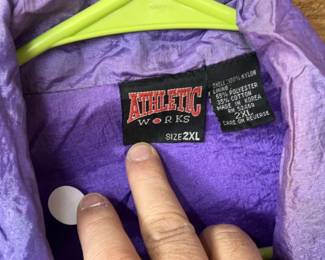 ATHLETIC
WORKS
SIZE 2XL
SHELL:100% NYLON
LINING
65% POLYESTER
35% COTTON
MADE IN KOREA
2XL
CARE ON REVERSE